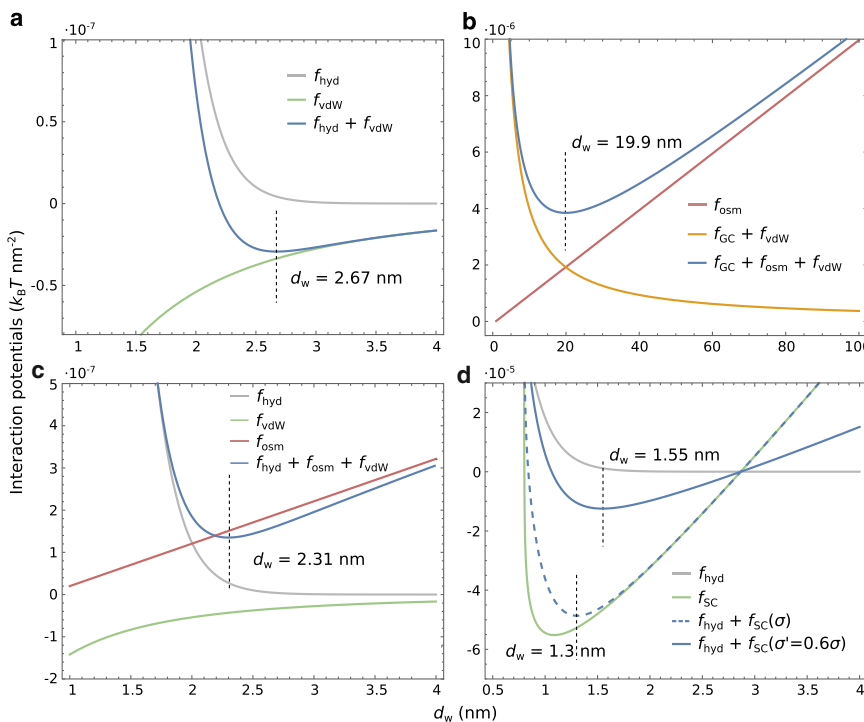 a
·10⁻⁷
1
0.5
0
-0.5
f_hyd
f_vdW
f_hyd + f_vdW
d_w = 2.67 nm
1 1.5 2 2.5 3 3.5 4
b
·10⁻⁶
10
8
6
4
2
0
d_w = 19.9 nm
f_osm
f_GC + f_vdW
f_GC + f_osm + f_vdW
0 20 40 60 80 100
Interaction potentials (k_BT nm⁻²)
c
·10⁻⁷
5
4
3
2
1
0
-1
-2
f_hyd
f_vdW
f_osm
f_hyd + f_osm + f_vdW
d_w = 2.31 nm
1 1.5 2 2.5 3 3.5 4
d
·10⁻⁵
2
0
-2
-4
-6
d_w = 1.55 nm
f_hyd
f_SC
f_hyd + f_SC(σ)
f_hyd + f_SC(σ'=0.6σ)
d_w = 1.3 nm
0.5 1 1.5 2 2.5 3 3.5 4
d_w (nm)